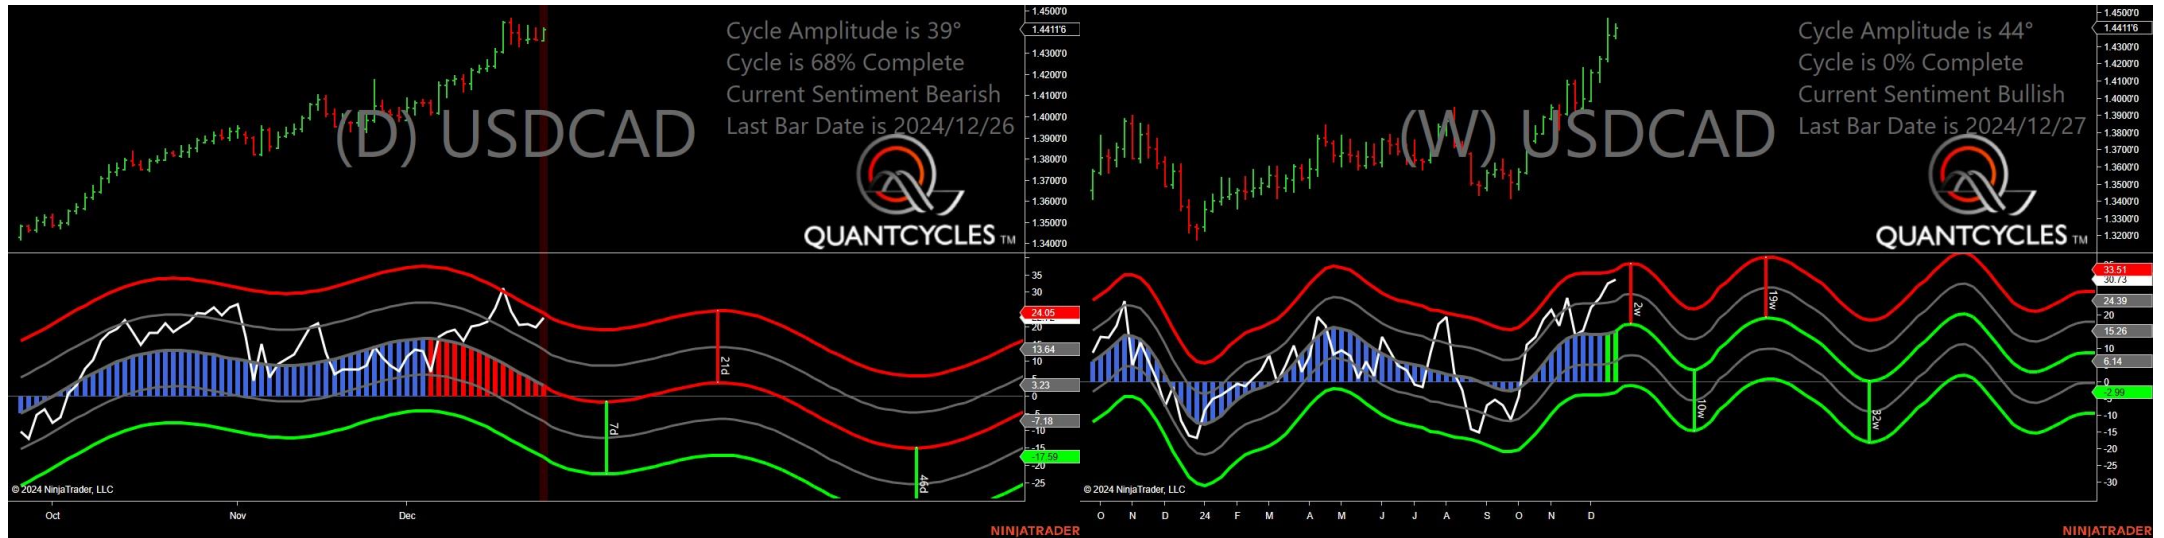 Cycle Amplitude is 39°
Cycle is 68% Complete
Current Sentiment Bearish
Last Bar Date is 2024/12/26
(D) USDCAD
QUANTCYCLES TM
1.4500'0
1.4411'6
1.4300'0
1.4200'0
1.4100'0
1.4000'0
1.3900'0
1.3800'0
1.3700'0
1.3600'0
1.3500'0
1.3400'0
35
30
24.05
20
13.64
10
5
3.23
0
-5
-7.18
-10
-15
-17.59
-20
-25
7d
21d
46d
© 2024 NinjaTrader, LLC
Oct
Nov
Dec
NINJATRADER
Cycle Amplitude is 44°
Cycle is 0% Complete
Current Sentiment Bullish
Last Bar Date is 2024/12/27
(W) USDCAD
QUANTCYCLES TM
1.4500'0
1.4411'6
1.4300'0
1.4200'0
1.4100'0
1.4000'0
1.3900'0
1.3800'0
1.3700'0
1.3600'0
1.3500'0
1.3400'0
1.3300'0
1.3200'0
33.51
30.73
24.39
20
15.26
10
6.14
0
-2.99
-10
-15
-20
-25
-30
2w
10w
19w
32w
© 2024 NinjaTrader, LLC
O N D 24 F M A M J J A S O N D
NINJATRADER